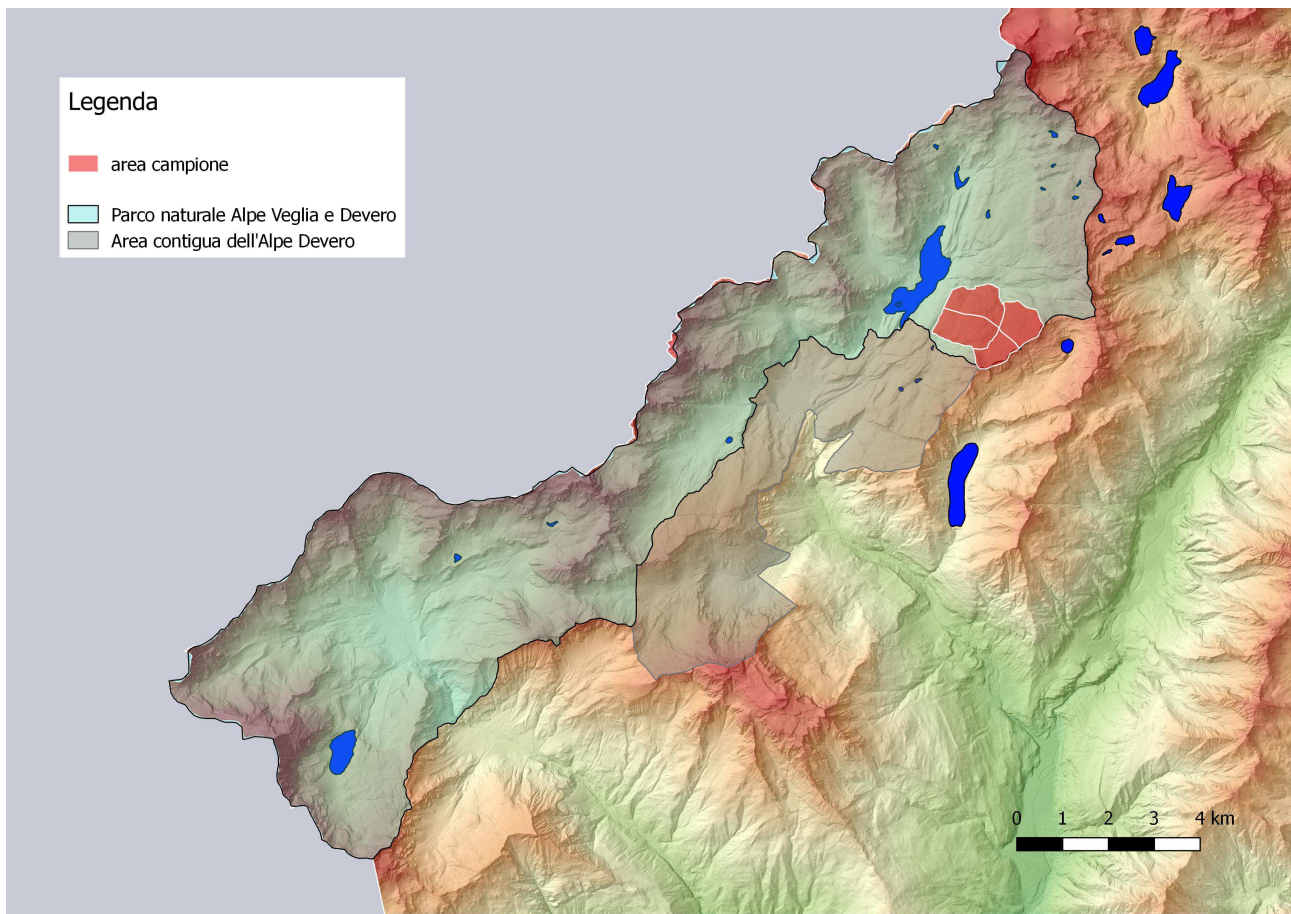 Legenda
area campione
Parco naturale Alpe Veglia e Devero
Area contigua dell'Alpe Devero
0 1 2 3 4 km